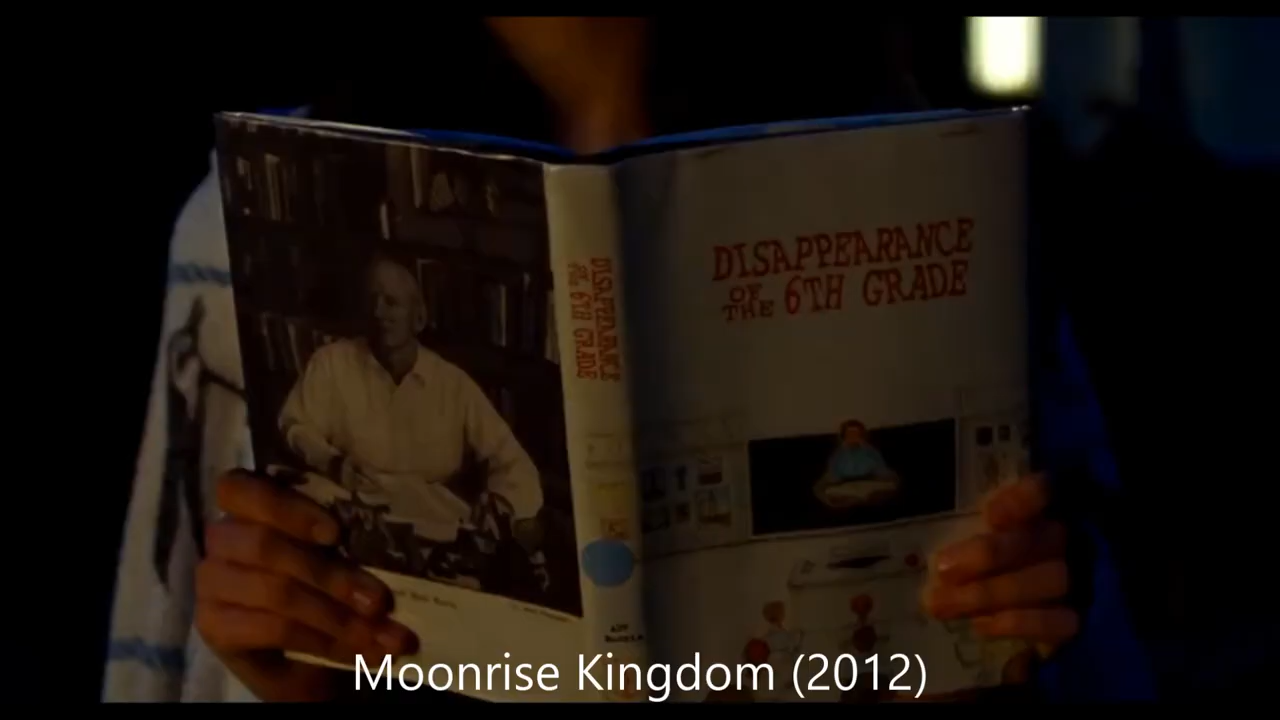 DISAPPEARANCE
OF THE 6TH GRADE
DISAPPEARANCE
OF
THE 6TH GRADE
Moonrise Kingdom (2012)